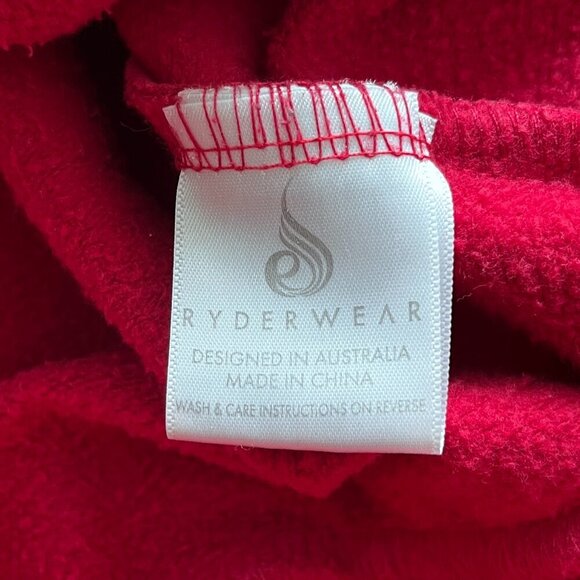 RYDERWEAR
DESIGNED IN AUSTRALIA
MADE IN CHINA
WASH & CARE INSTRUCTIONS ON REVERSE